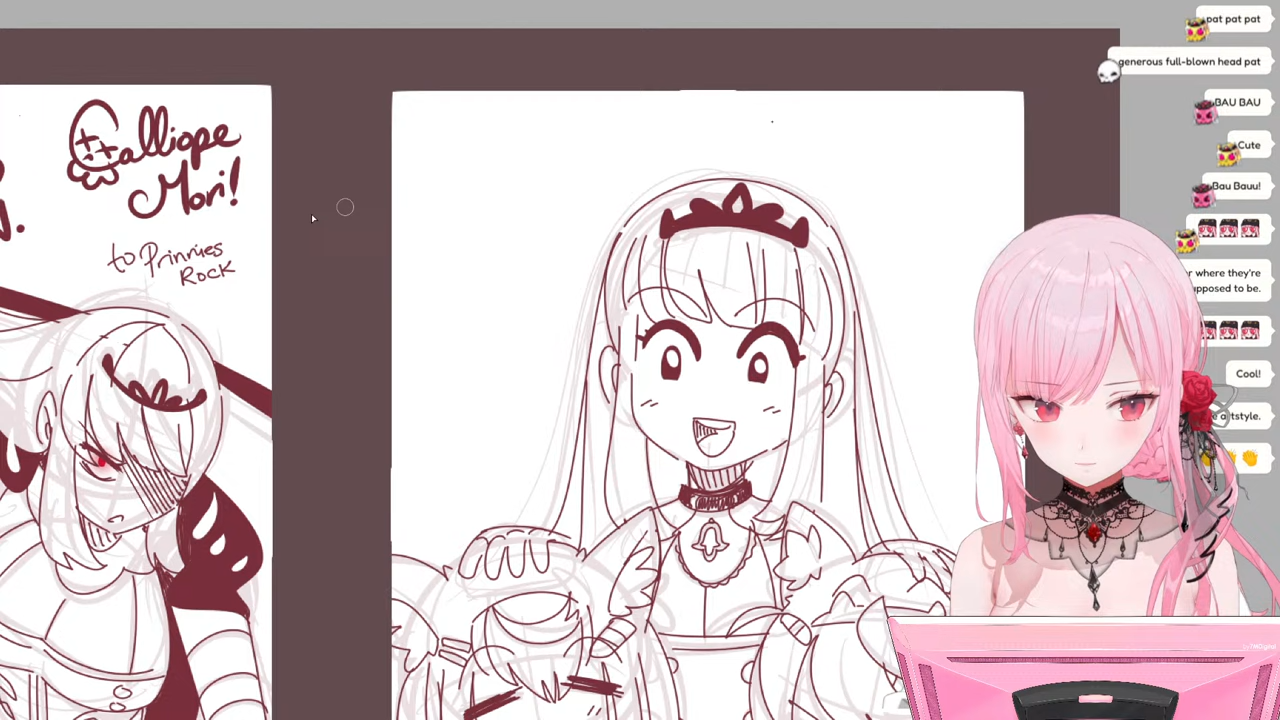 Calliope
Mori!
to Prinnies
Rock
pat pat pat
generous full-blown head pat
BAU BAU
Cute
Bau Bauu!
r where they're
pposed to be.
Cool!
artstyle.